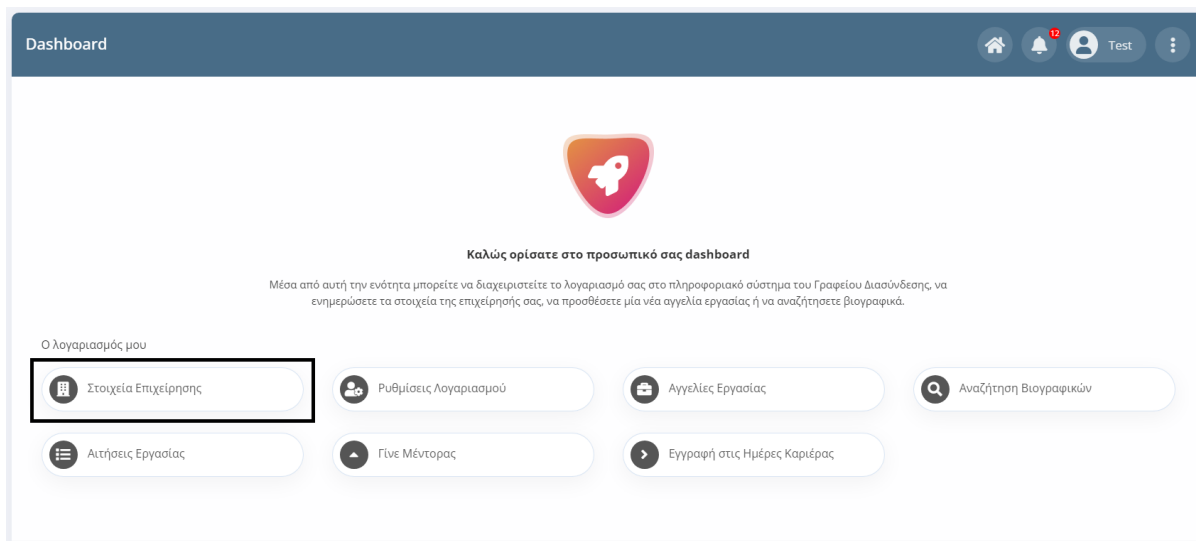 Dashboard
12
Test
Καλώς ορίσατε στο προσωπικό σας dashboard
Μέσα από αυτή την ενότητα μπορείτε να διαχειριστείτε το λογαριασμό σας στο πληροφοριακό σύστημα του Γραφείου Διασύνδεσης, να
ενημερώσετε τα στοιχεία της επιχείρησής σας, να προσθέσετε μία νέα αγγελία εργασίας ή να αναζήτησετε βιογραφικά.
Ο λογαριασμός μου
Στοιχεία Επιχείρησης
Ρυθμίσεις Λογαριασμού
Αγγελίες Εργασίας
Αναζήτηση Βιογραφικών
Αιτήσεις Εργασίας
Γίνε Μέντορας
Εγγραφή στις Ημέρες Καριέρας